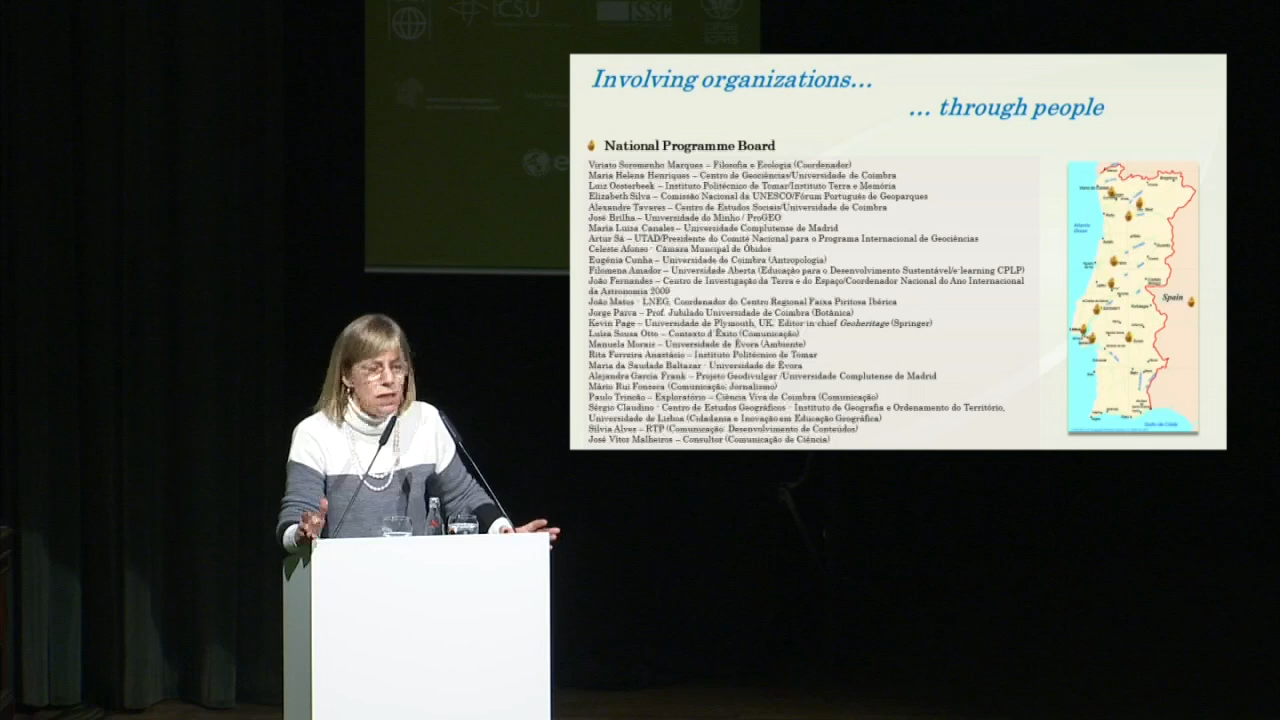 ICSU
ISSC
Involving organizations…
… through people
National Programme Board
Viriato Soromenho Marques – Filosofia e Ecologia (Coordenador)
Maria Helena Henriques – Centro de Geociências/Universidade de Coimbra
Luiz Oosterbeek – Instituto Politécnico de Tomar/Instituto Terra e Memória
Elizabeth Silva – Comissão Nacional da UNESCO/Fórum Português de Geoparques
Alexandre Tavares – Centro de Estudos Sociais/Universidade de Coimbra
José Brilha – Universidade do Minho / ProGEO
Maria Luisa Canales – Universidade Complutense de Madrid
Artur Sá – UTAD/Presidente do Comité Nacional para o Programa Internacional de Geociências
Celeste Afonso - Câmara Muncipal de Óbidos
Eugénia Cunha – Universidade de Coimbra (Antropologia)
Filomena Amador – Universidade Aberta (Educação para o Desenvolvimento Sustentável/e-learning CPLP)
João Fernandes – Centro de Investigação da Terra e do Espaço/Coordenador Nacional do Ano Internacional
da Astronomia 2009
João Matos - LNEG, Coordenador do Centro Regional Faixa Piritosa Ibérica
Jorge Paiva – Prof. Jubilado Universidade de Coimbra (Botânica)
Kevin Page – Universidade de Plymouth, UK, Editor-in-chief Geoheritage (Springer)
Luísa Sousa Otto – Contexto d'Êxito (Comunicação)
Manuela Morais – Universidade de Évora (Ambiente)
Rita Ferreira Anastácio – Instituto Politécnico de Tomar
Maria da Saudade Baltazar - Universidade de Évora
Alejandra García Frank – Projeto Geodivulgar /Universidade Complutense de Madrid
Mário Rui Fonseca (Comunicação; Jornalismo)
Paulo Trincão – Exploratório – Ciência Viva de Coimbra (Comunicação)
Sérgio Claudino - Centro de Estudos Geográficos - Instituto de Geografia e Ordenamento do Território,
Universidade de Lisboa (Cidadania e Inovação em Educação Geográfica)
Sílvia Alves – RTP (Comunicação; Desenvolvimento de Conteúdos)
José Vítor Malheiros – Consultor (Comunicação de Ciência)
Spain